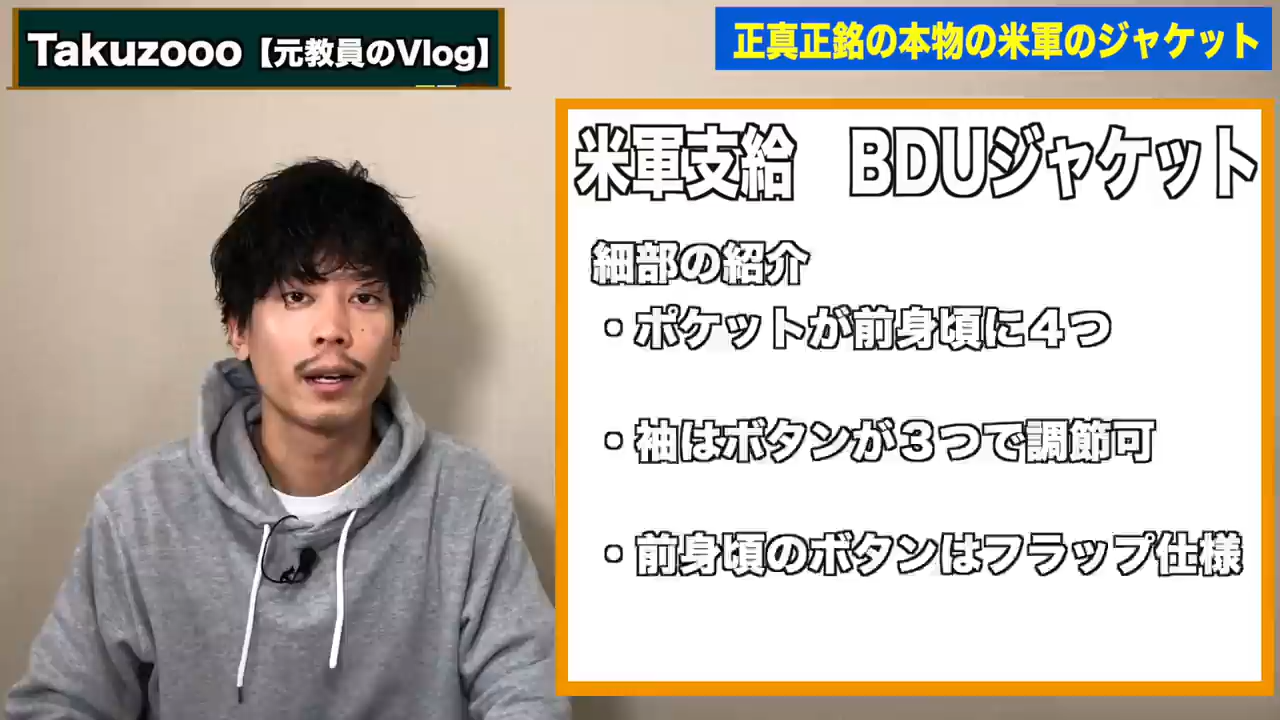 Takuzooo【元教員のVlog】
正真正銘の本物の米軍のジャケット
米軍支給　BDUジャケット
細部の紹介
・ポケットが前身頃に４つ
・袖はボタンが３つで調節可
・前身頃のボタンはフラップ仕様